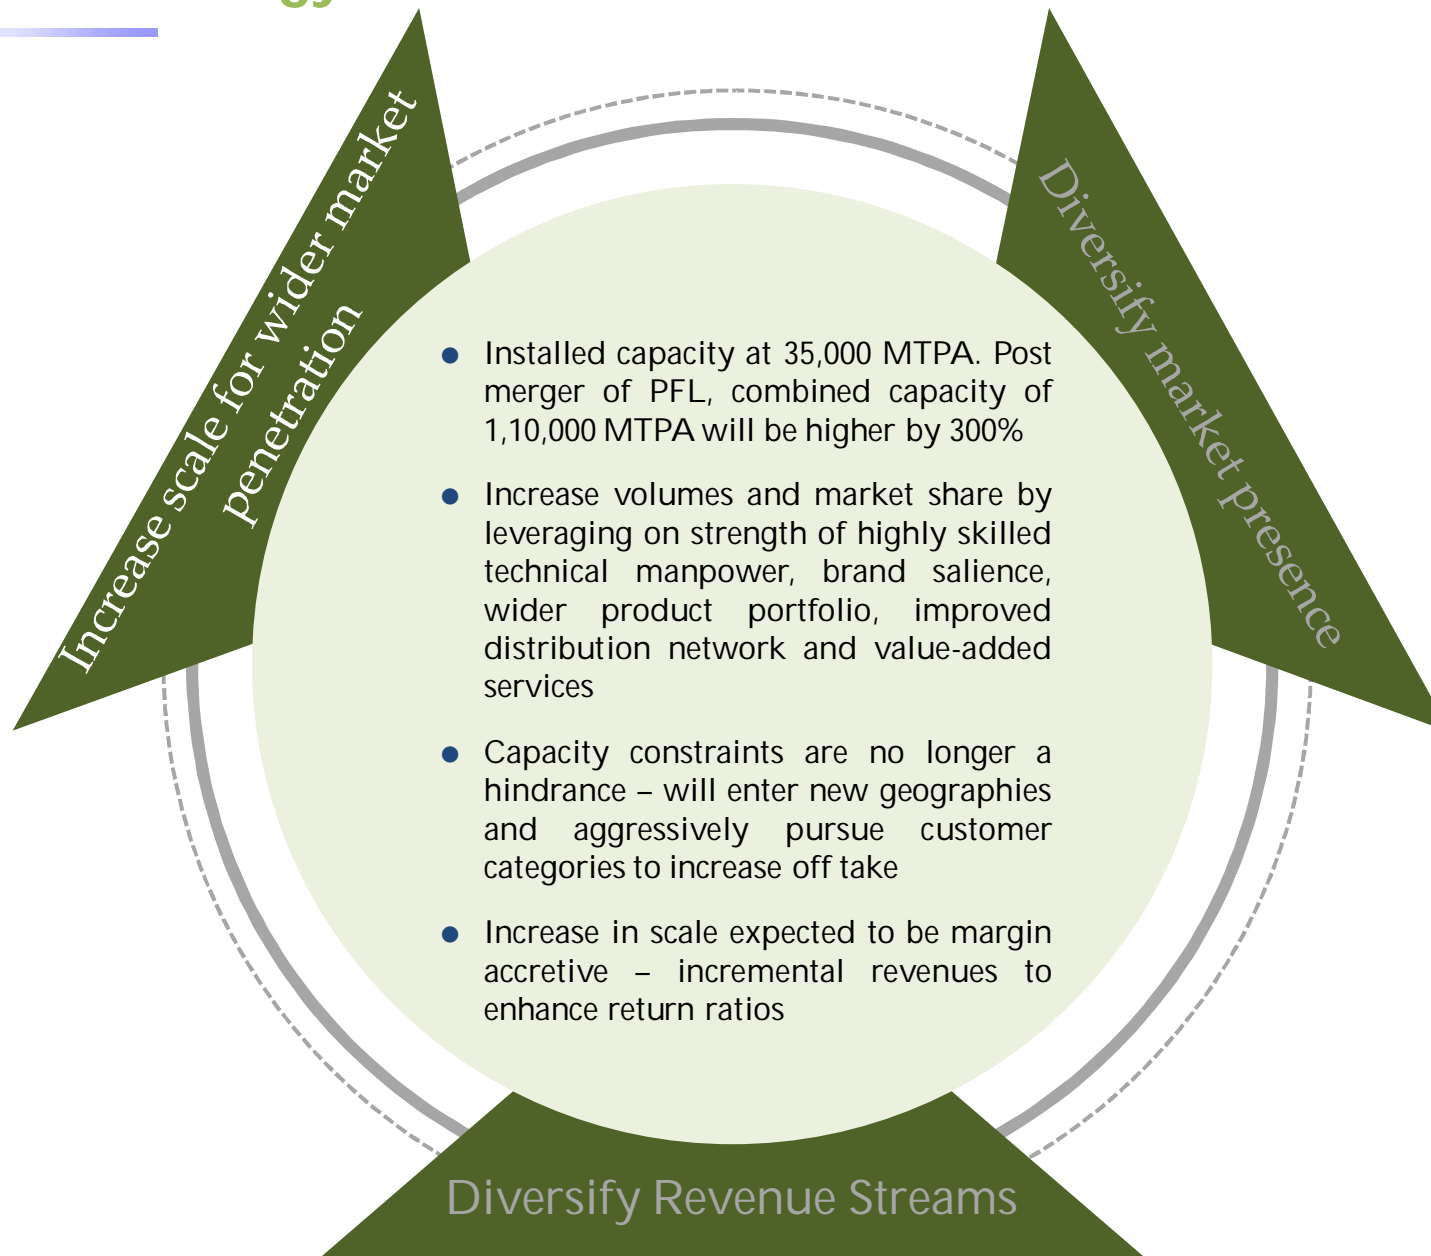 Increase scale for wider market
penetration
Diversify market presence
● Installed capacity at 35,000 MTPA. Post
merger of PFL, combined capacity of
1,10,000 MTPA will be higher by 300%
● Increase volumes and market share by
leveraging on strength of highly skilled
technical manpower, brand salience,
wider product portfolio, improved
distribution network and value-added
services
● Capacity constraints are no longer a
hindrance – will enter new geographies
and aggressively pursue customer
categories to increase off take
● Increase in scale expected to be margin
accretive – incremental revenues to
enhance return ratios
Diversify Revenue Streams